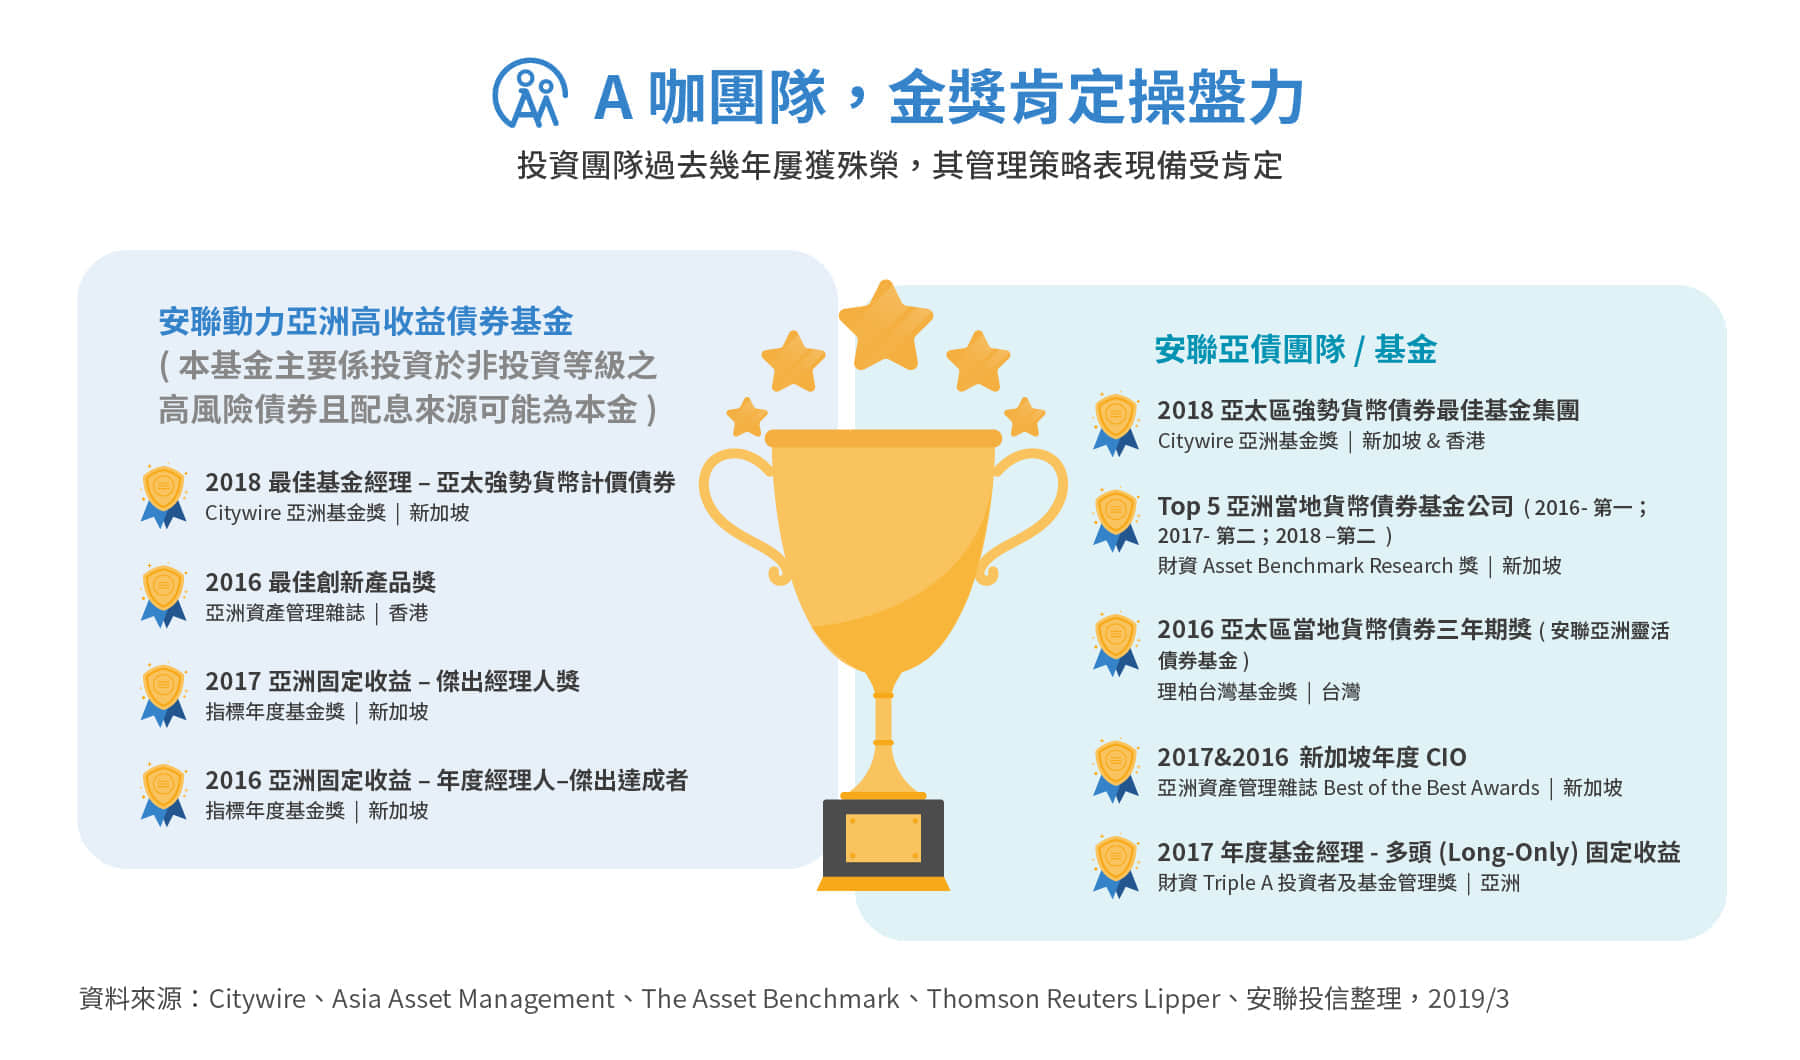 A 咖團隊，金獎肯定操盤力
投資團隊過去幾年屢獲殊榮，其管理策略表現備受肯定
安聯動力亞洲高收益債券基金
( 本基金主要係投資於非投資等級之
高風險債券且配息來源可能為本金 )
2018 最佳基金經理 – 亞太強勢貨幣計價債券
Citywire 亞洲基金獎 | 新加坡
2016 最佳創新產品獎
亞洲資產管理雜誌 | 香港
2017 亞洲固定收益 – 傑出經理人獎
指標年度基金獎 | 新加坡
2016 亞洲固定收益 – 年度經理人–傑出達成者
指標年度基金獎 | 新加坡
安聯亞債團隊 / 基金
2018 亞太區強勢貨幣債券最佳基金集團
Citywire 亞洲基金獎 | 新加坡 & 香港
Top 5 亞洲當地貨幣債券基金公司 ( 2016- 第一；
2017- 第二；2018 –第二 )
財資 Asset Benchmark Research 獎 | 新加坡
2016 亞太區當地貨幣債券三年期獎 ( 安聯亞洲靈活
債券基金 )
理柏台灣基金獎 | 台灣
2017&2016 新加坡年度 CIO
亞洲資產管理雜誌 Best of the Best Awards | 新加坡
2017 年度基金經理 - 多頭 (Long-Only) 固定收益
財資 Triple A 投資者及基金管理獎 | 亞洲
資料來源：Citywire、Asia Asset Management、The Asset Benchmark、Thomson Reuters Lipper、安聯投信整理，2019/3